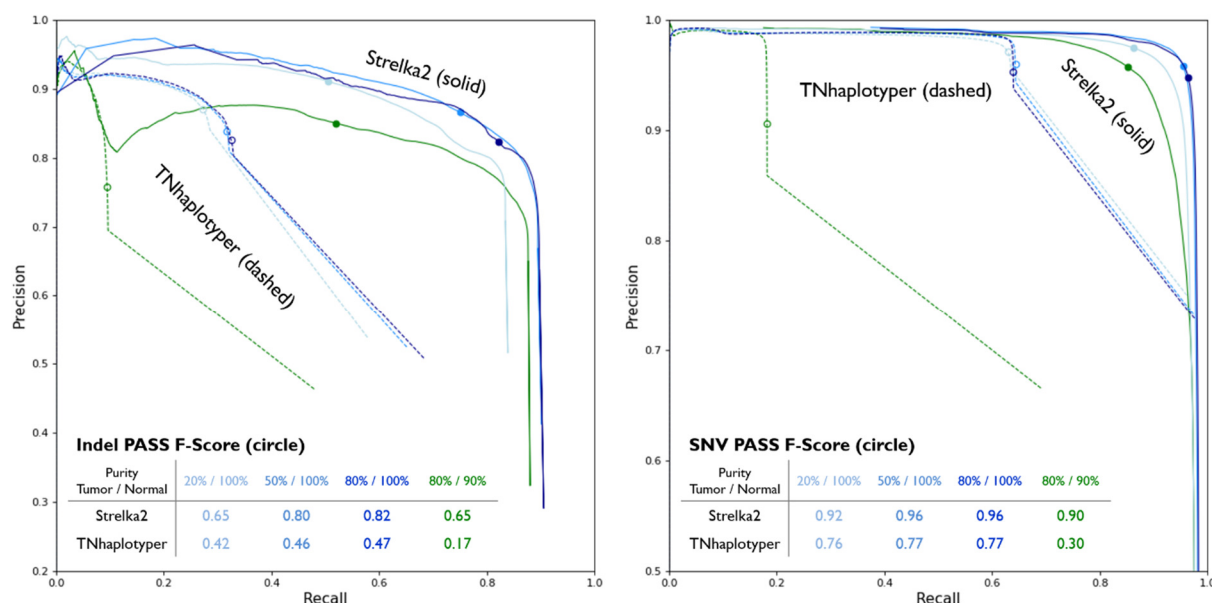 1.0
0.9
0.8
0.7
0.6
0.5
0.4
0.3
0.2
Precision
Strelka2 (solid)
TNhaplotyper (dashed)
Indel PASS F-Score (circle)
Purity
Tumor / Normal
20% / 100% 50% / 100% 80% / 100% 80% / 90%
Strelka2 0.65 0.80 0.82 0.65
TNhaplotyper 0.42 0.46 0.47 0.17
0.0 0.2 0.4 0.6 0.8 1.0
Recall
1.0
0.9
0.8
0.7
0.6
0.5
Precision
TNhaplotyper (dashed)
Strelka2 (solid)
SNV PASS F-Score (circle)
Purity
Tumor / Normal
20% / 100% 50% / 100% 80% / 100% 80% / 90%
Strelka2 0.92 0.96 0.96 0.90
TNhaplotyper 0.76 0.77 0.77 0.30
0.0 0.2 0.4 0.6 0.8 1.0
Recall